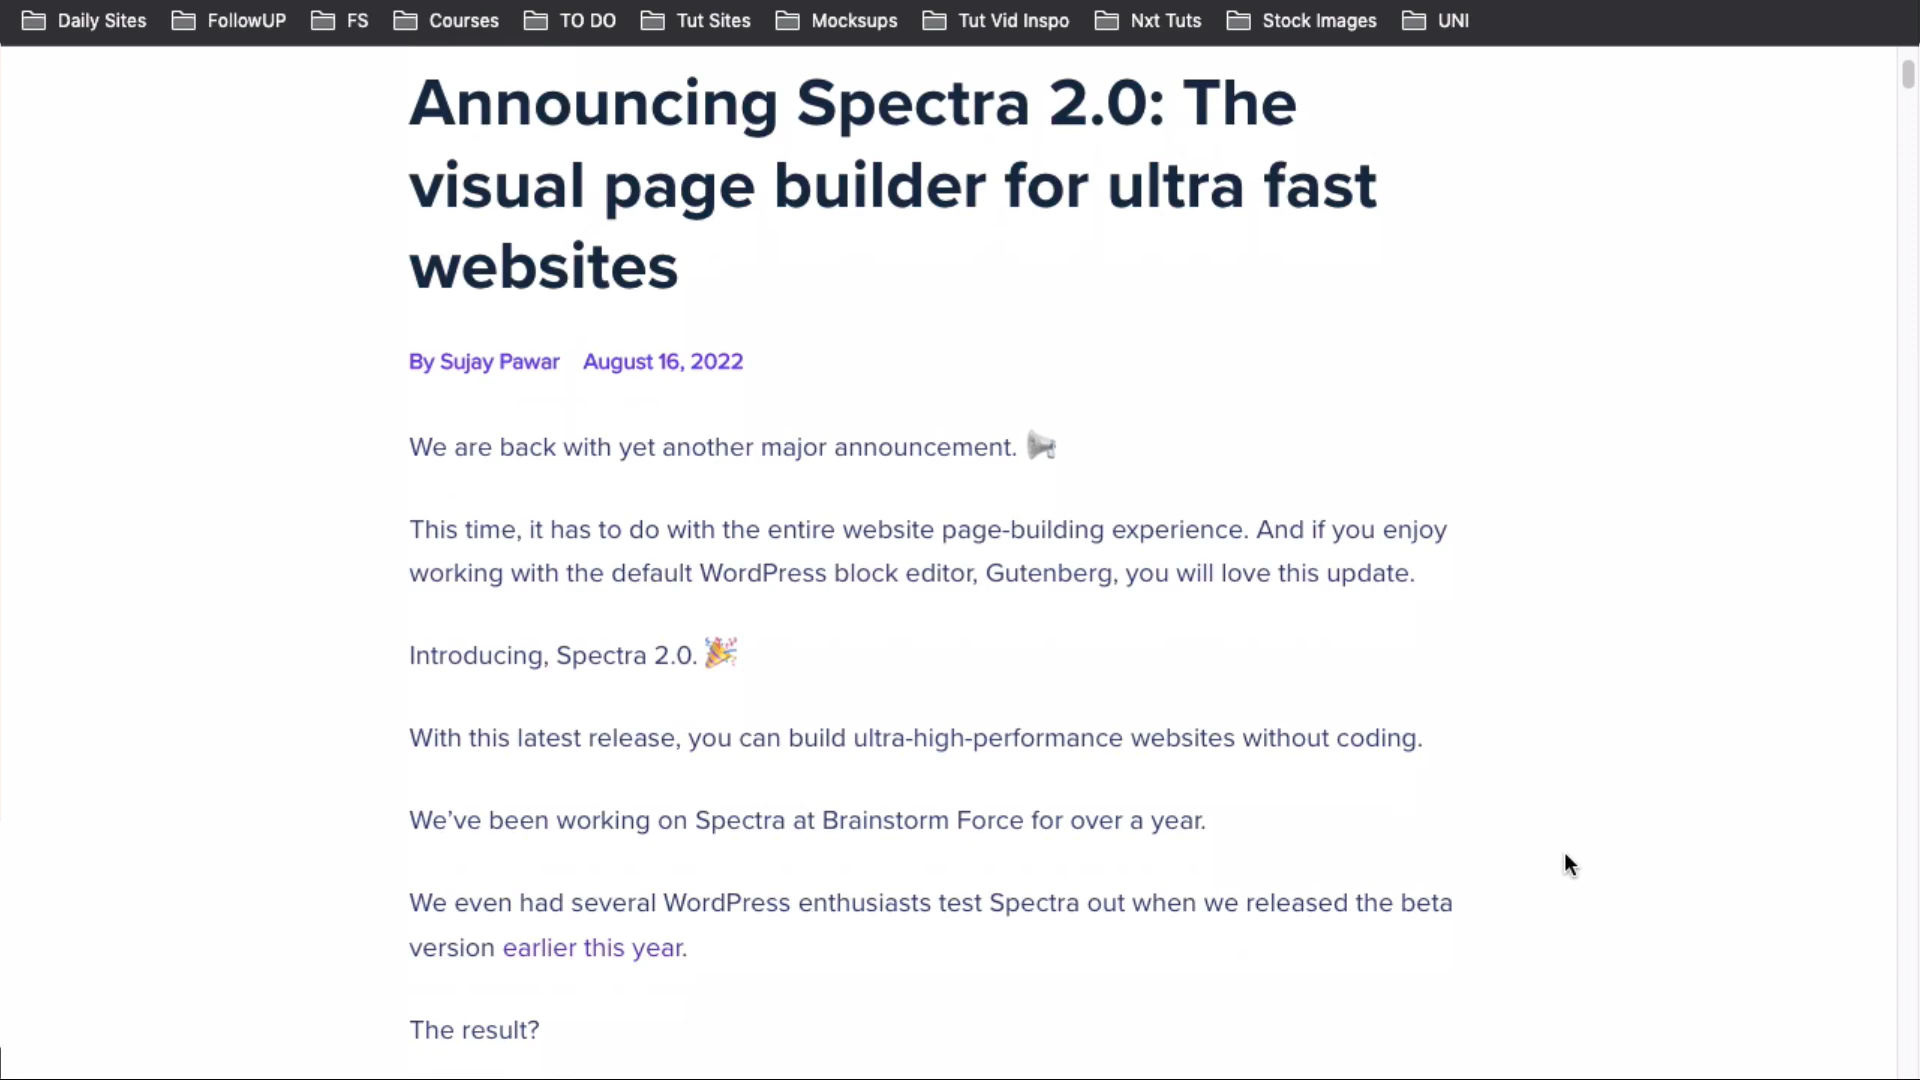 Daily Sites FollowUP FS Courses TO DO Tut Sites Mocksups Tut Vid Inspo Nxt Tuts Stock Images UNI
Announcing Spectra 2.0: The
visual page builder for ultra fast
websites
By Sujay Pawar August 16, 2022
We are back with yet another major announcement.
This time, it has to do with the entire website page-building experience. And if you enjoy
working with the default WordPress block editor, Gutenberg, you will love this update.
Introducing, Spectra 2.0.
With this latest release, you can build ultra-high-performance websites without coding.
We’ve been working on Spectra at Brainstorm Force for over a year.
We even had several WordPress enthusiasts test Spectra out when we released the beta
version earlier this year.
The result?